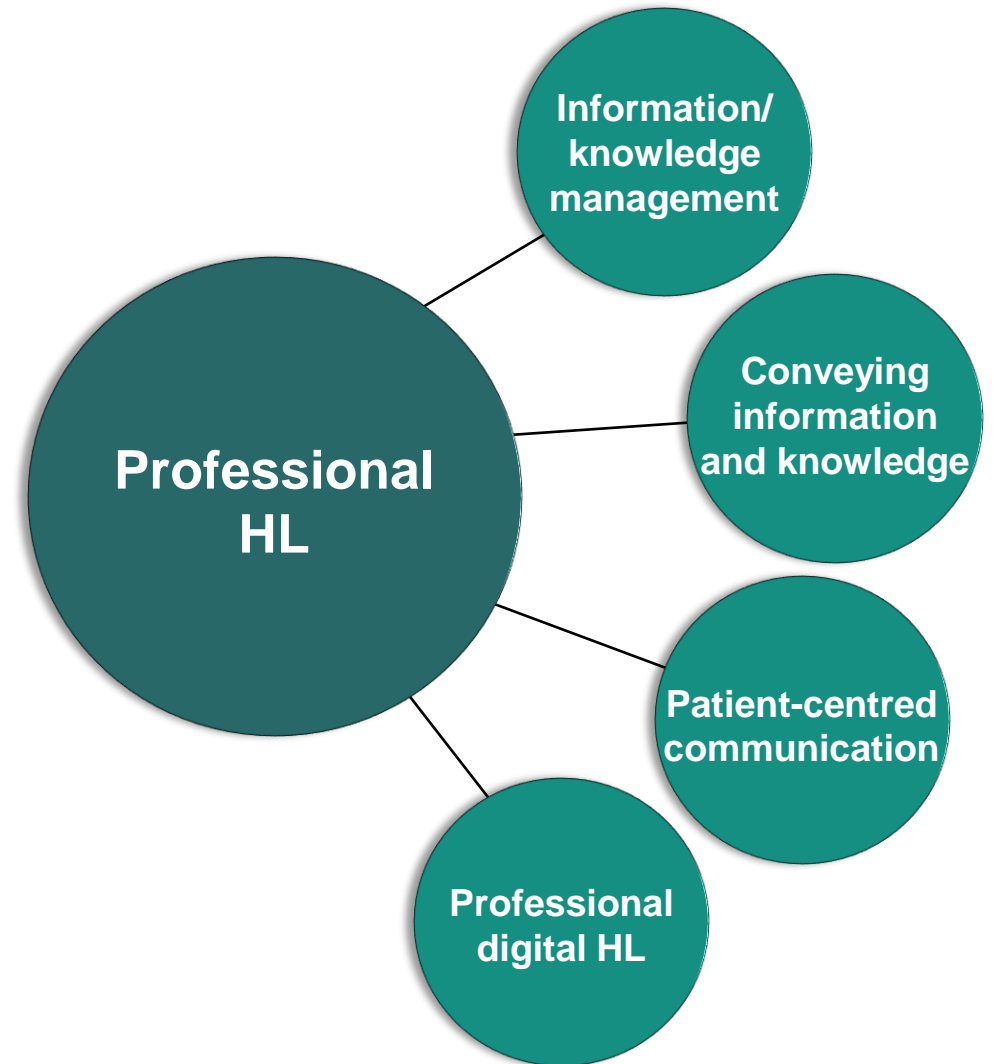 Information/
knowledge
management
Conveying
information
and knowledge
Professional
HL
Patient-centred
communication
Professional
digital HL